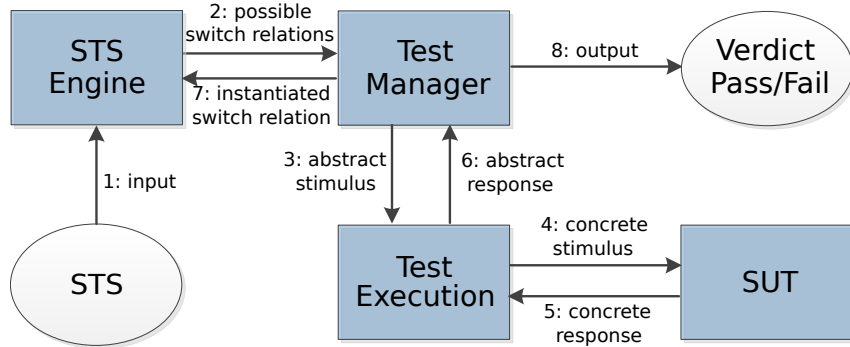 STS
Engine
2: possible
switch relations
7: instantiated
switch relation
Test
Manager
8: output
Verdict
Pass/Fail
1: input
3: abstract
stimulus
6: abstract
response
STS
Test
Execution
4: concrete
stimulus
5: concrete
response
SUT